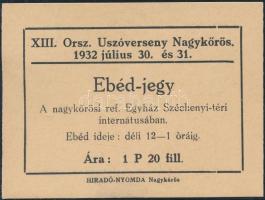 XIII. Orsz. Uszóverseny Nagykőrös.
1932 július 30. és 31.
Ebéd-jegy
A nagykőrösi ref. Egyház Széchenyi-téri
internátusában.
Ebéd ideje : déli 12—1 óráig.
Ára : 1 P 20 fill.
HIRADÓ-NYOMDA Nagykőrös